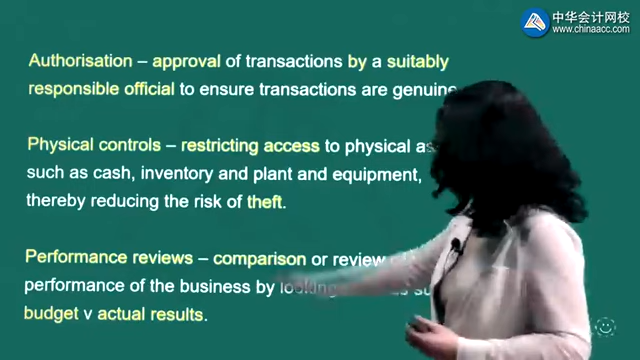 中华会计网校
www.chinaacc.com
Authorisation – approval of transactions by a suitably
responsible official to ensure transactions are genuine
Physical controls – restricting access to physical
such as cash, inventory and plant and equipment,
thereby reducing the risk of theft.
Performance reviews – comparison or review
performance of the business by looking
budget v actual results.